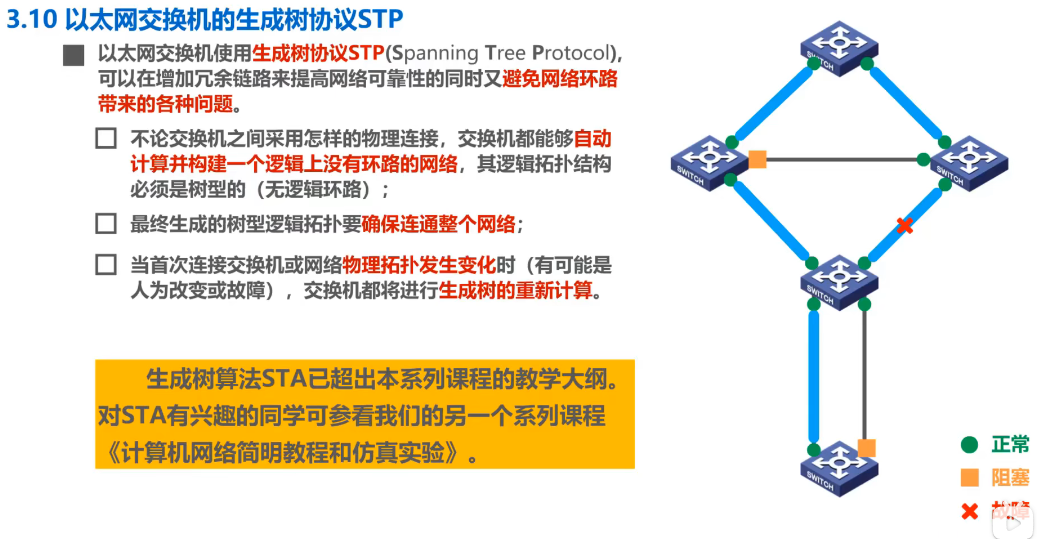 3.10 以太网交换机的生成树协议STP
以太网交换机使用生成树协议STP(Spanning Tree Protocol),
可以在增加冗余链路来提高网络可靠性的同时又避免网络环路
带来的各种问题。
不论交换机之间采用怎样的物理连接，交换机都能够自动
计算并构建一个逻辑上没有环路的网络，其逻辑拓扑结构
必须是树型的（无逻辑环路）；
最终生成的树型逻辑拓扑要确保连通整个网络；
当首次连接交换机或网络物理拓扑发生变化时（有可能是
人为改变或故障），交换机都将进行生成树的重新计算。
生成树算法STA已超出本系列课程的教学大纲。
对STA有兴趣的同学可参看我们的另一个系列课程
《计算机网络简明教程和仿真实验》。
SWITCH
SWITCH
SWITCH
SWITCH
SWITCH
正常
阻塞
故障